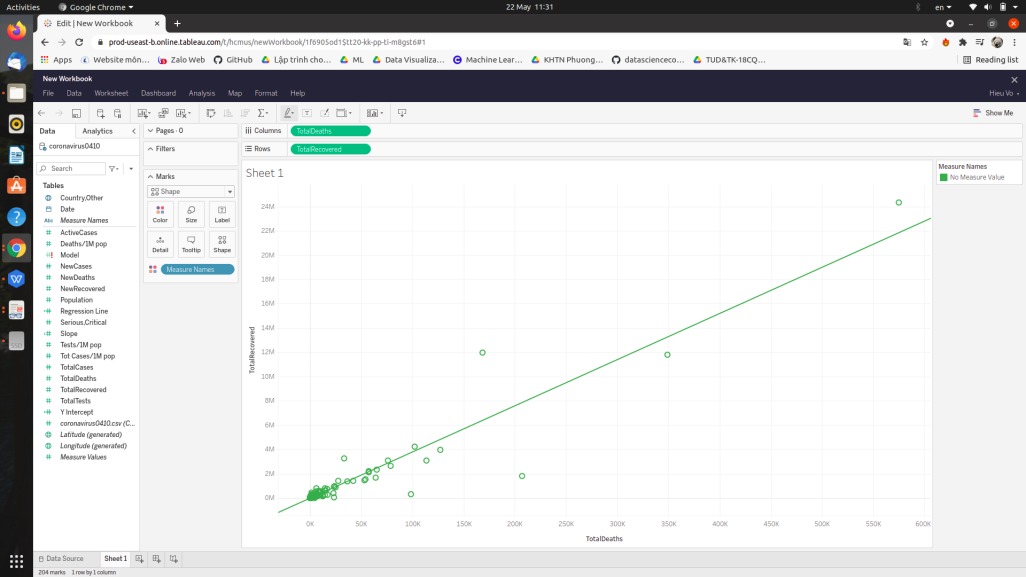 Activities
Google Chrome
22 May 11:31
en
Edit | New Workbook
prod-useast-b.online.tableau.com/t/hcmus/newWorkbook/1f690$od1$tt20-kk-pp-ti-m8gst6#1
Apps
Website môn...
Zalo Web
GitHub
Lập trình cho...
ML
Data Visualiza...
Machine Lear...
KHTN Phuong...
datascienceco...
TUD&TK-18CQ...
Reading list
New Workbook
File
Data
Worksheet
Dashboard
Analysis
Map
Format
Help
Hieu Vo
Show Me
Data
Analytics
Pages · 0
Columns
TotalDeaths
coronavirus0410
Filters
Rows
TotalRecovered
Search
Tables
Country,Other
Date
Abc Measure Names
ActiveCases
Deaths/1M pop
Model
NewCases
NewDeaths
NewRecovered
Population
Regression Line
Serious,Critical
Slope
Tests/1M pop
Tot Cases/1M pop
TotalCases
TotalDeaths
TotalRecovered
TotalTests
Y Intercept
coronavirus0410.csv (C...
Latitude (generated)
Longitude (generated)
Measure Values
Marks
Shape
Color
Size
Label
Detail
Tooltip
Shape
Measure Names
Sheet 1
24M
22M
20M
18M
16M
14M
12M
10M
8M
6M
4M
2M
0M
TotalRecovered
0K
50K
100K
150K
200K
250K
300K
350K
400K
450K
500K
550K
600K
TotalDeaths
Measure Names
No Measure Value
Data Source
Sheet 1
204 marks
1 row by 1 column